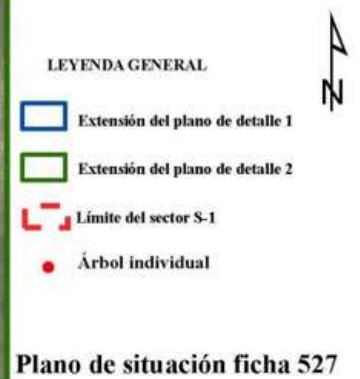 N
LEYENDA GENERAL
Extensión del plano de detalle 1
Extensión del plano de detalle 2
Límite del sector S-1
Árbol individual
Plano de situación ficha 527